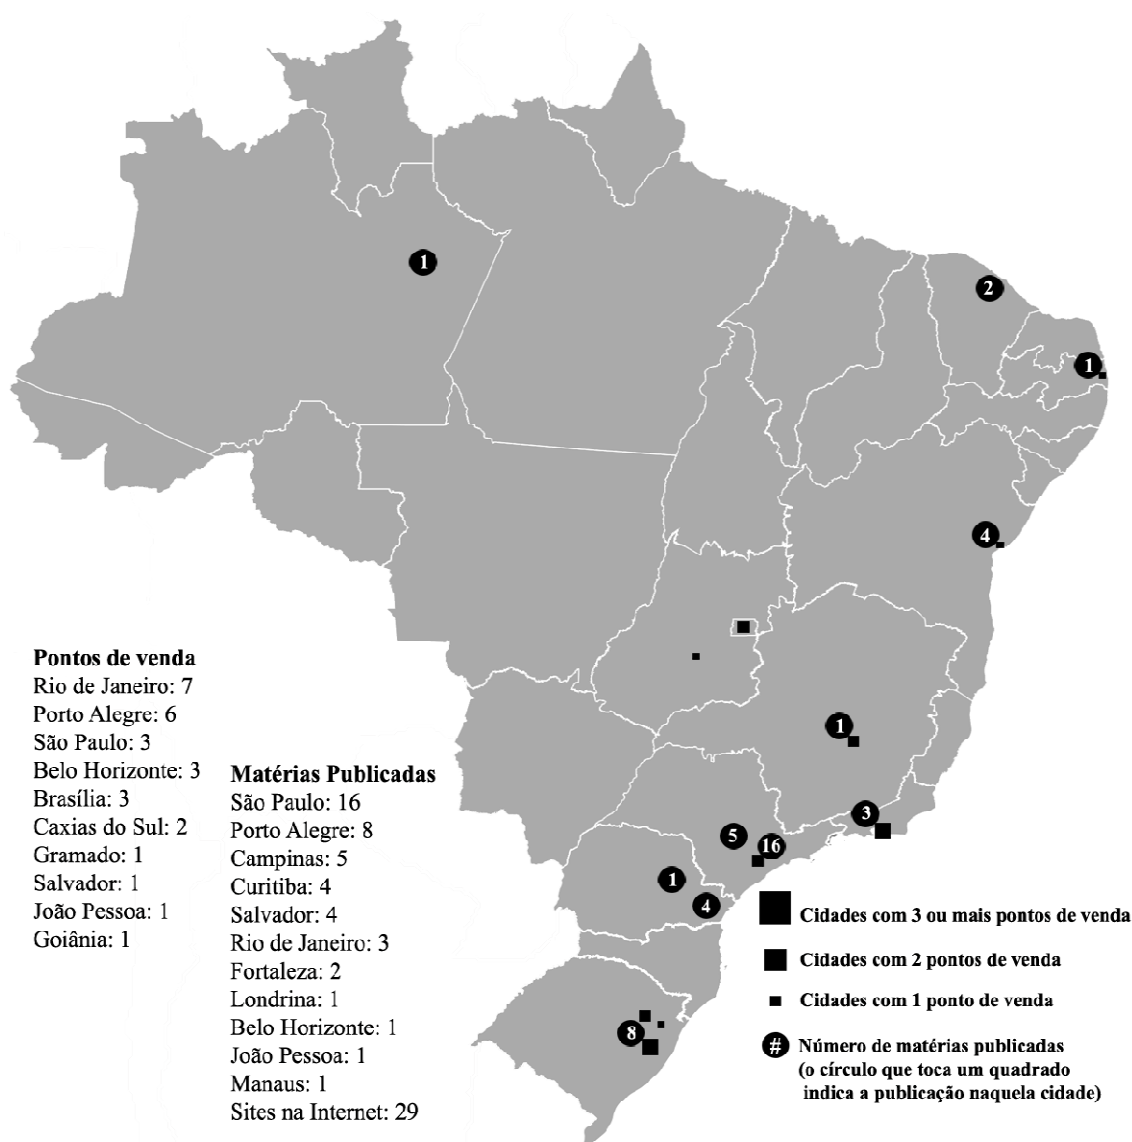 1
2
1
4
1
3
5
16
1
4
8
Pontos de venda
Rio de Janeiro: 7
Porto Alegre: 6
São Paulo: 3
Belo Horizonte: 3
Brasília: 3
Caxias do Sul: 2
Gramado: 1
Salvador: 1
João Pessoa: 1
Goiânia: 1
Matérias Publicadas
São Paulo: 16
Porto Alegre: 8
Campinas: 5
Curitiba: 4
Salvador: 4
Rio de Janeiro: 3
Fortaleza: 2
Londrina: 1
Belo Horizonte: 1
João Pessoa: 1
Manaus: 1
Sites na Internet: 29
Cidades com 3 ou mais pontos de venda
Cidades com 2 pontos de venda
Cidades com 1 ponto de venda
# Número de matérias publicadas
(o círculo que toca um quadrado
indica a publicação naquela cidade)